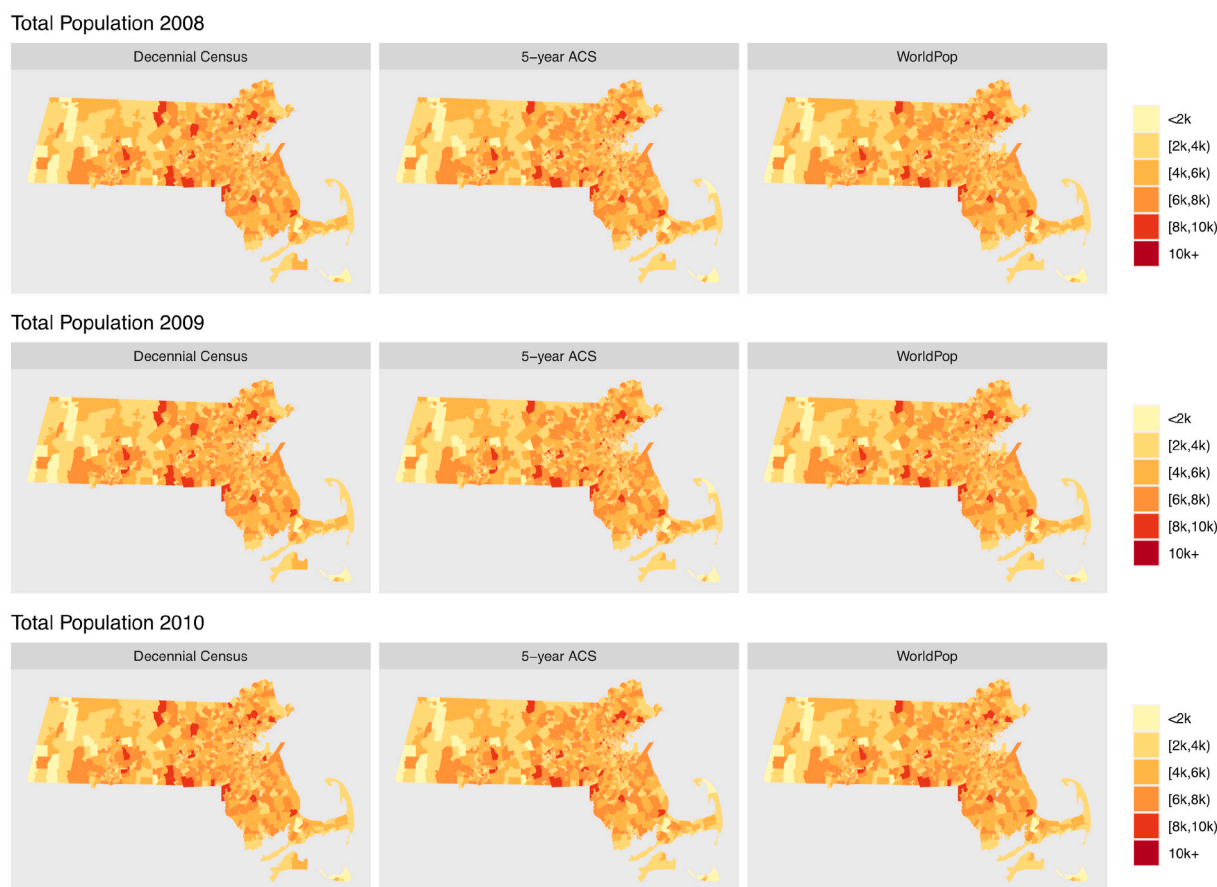 Total Population 2008
Decennial Census
5−year ACS
WorldPop
<2k
[2k,4k)
[4k,6k)
[6k,8k)
[8k,10k)
10k+
Total Population 2009
Decennial Census
5−year ACS
WorldPop
<2k
[2k,4k)
[4k,6k)
[6k,8k)
[8k,10k)
10k+
Total Population 2010
Decennial Census
5−year ACS
WorldPop
<2k
[2k,4k)
[4k,6k)
[6k,8k)
[8k,10k)
10k+